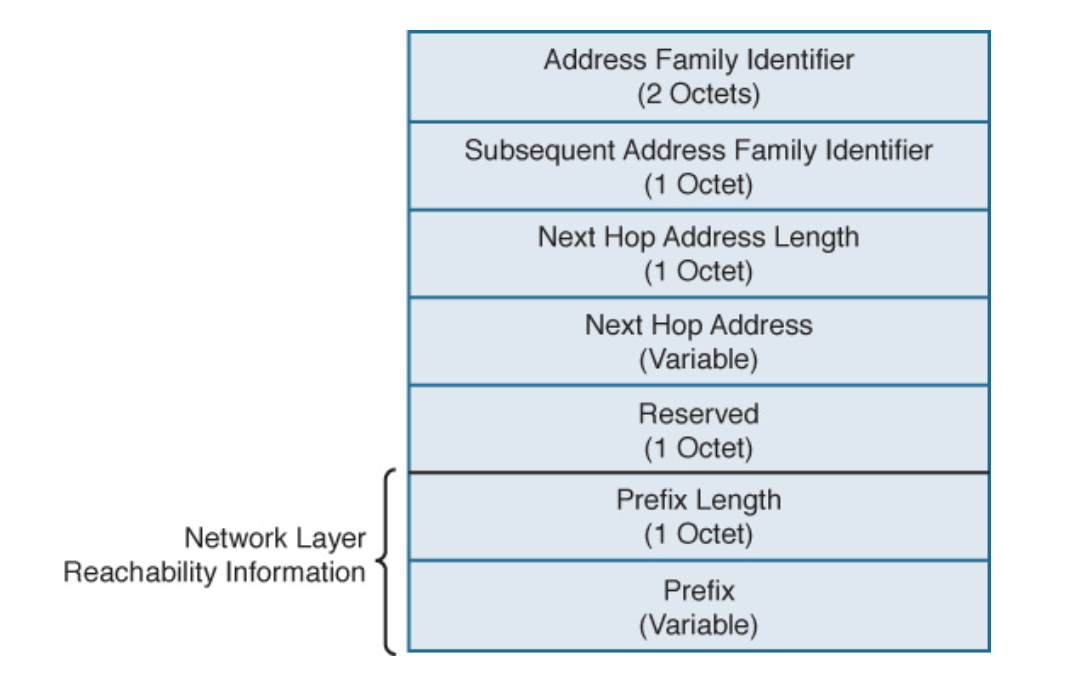 Address Family Identifier
(2 Octets)
Subsequent Address Family Identifier
(1 Octet)
Next Hop Address Length
(1 Octet)
Next Hop Address
(Variable)
Reserved
(1 Octet)
Network Layer
Reachability Information
Prefix Length
(1 Octet)
Prefix
(Variable)